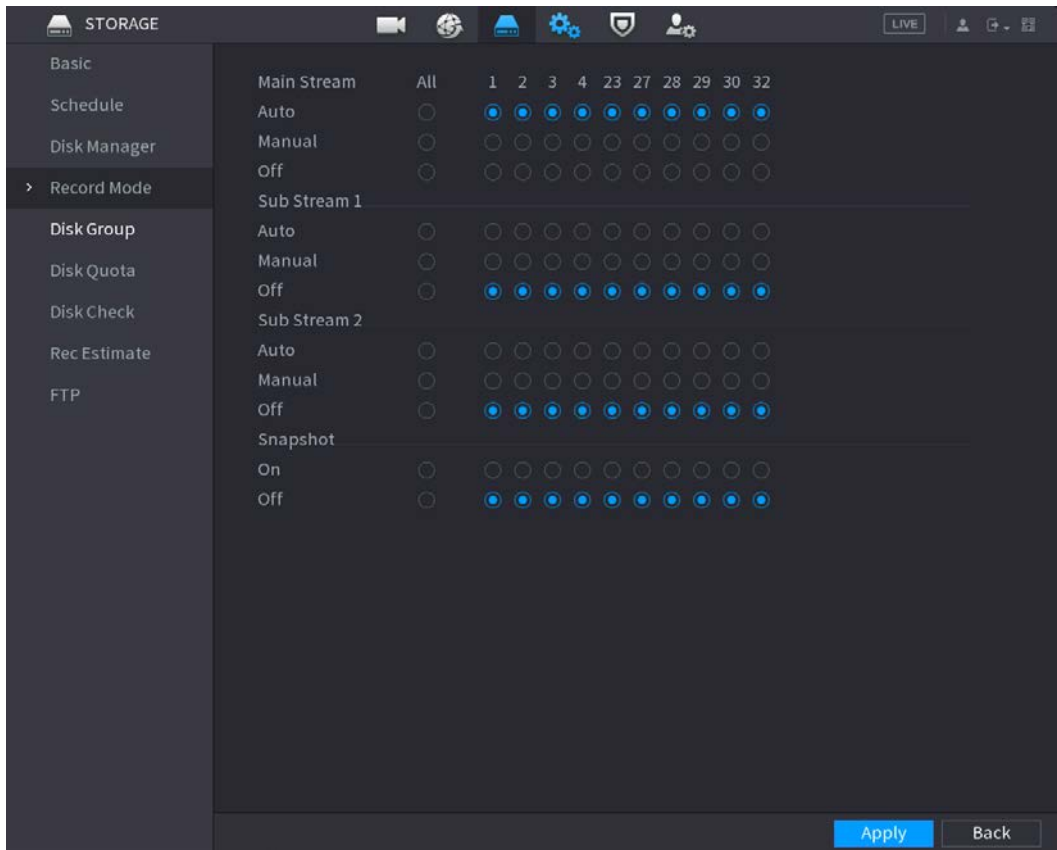 STORAGE LIVE
Basic
Schedule
Disk Manager
Record Mode
Disk Group
Disk Quota
Disk Check
Rec Estimate
FTP
Main Stream All 1 2 3 4 23 27 28 29 30 32
Auto
Manual
Off
Sub Stream 1
Auto
Manual
Off
Sub Stream 2
Auto
Manual
Off
Snapshot
On
Off
Apply Back